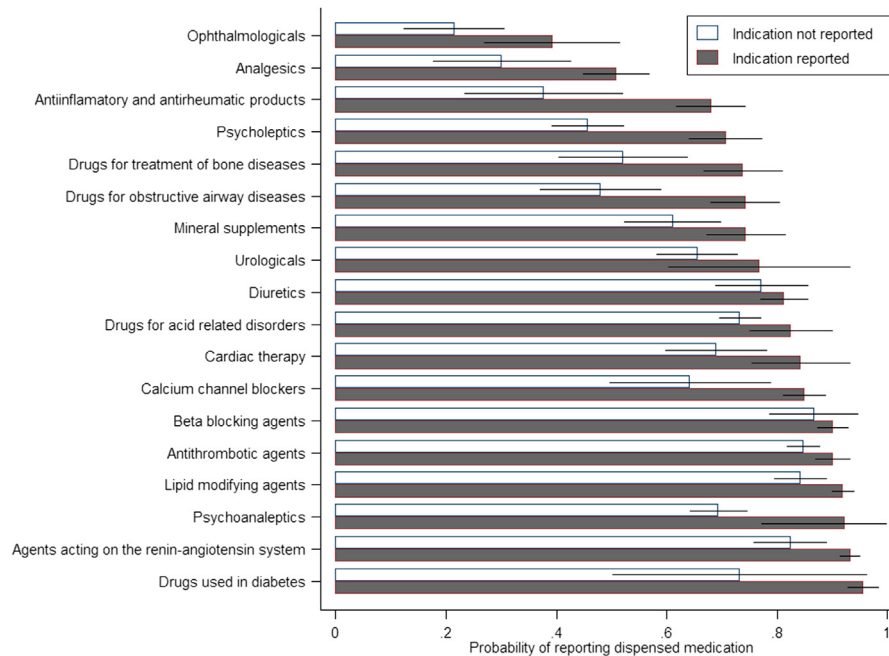 Indication not reported
Indication reported
Ophthalmologicals
Analgesics
Antiinflamatory and antirheumatic products
Psycholeptics
Drugs for treatment of bone diseases
Drugs for obstructive airway diseases
Mineral supplements
Urologicals
Diuretics
Drugs for acid related disorders
Cardiac therapy
Calcium channel blockers
Beta blocking agents
Antithrombotic agents
Lipid modifying agents
Psychoanaleptics
Agents acting on the renin-angiotensin system
Drugs used in diabetes
0 .2 .4 .6 .8 1
Probability of reporting dispensed medication